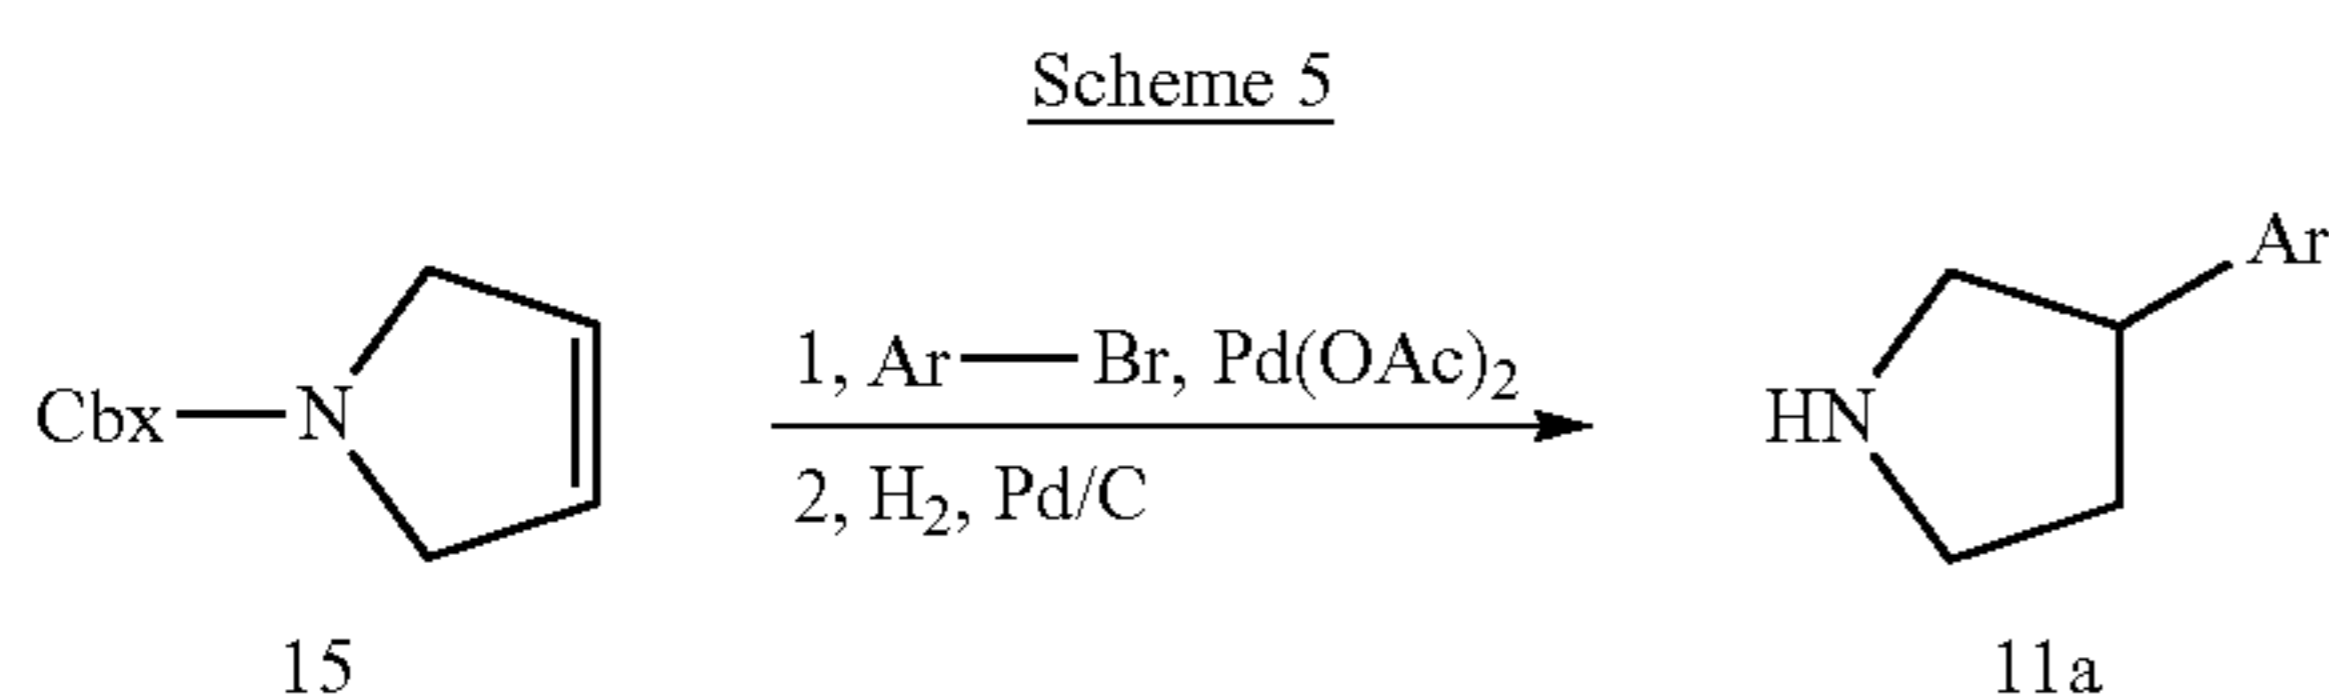 Scheme 5
Ar
1, Ar—Br, Pd(OAc)2
Cbx—N
HN
2, H2, Pd/C
15
11a